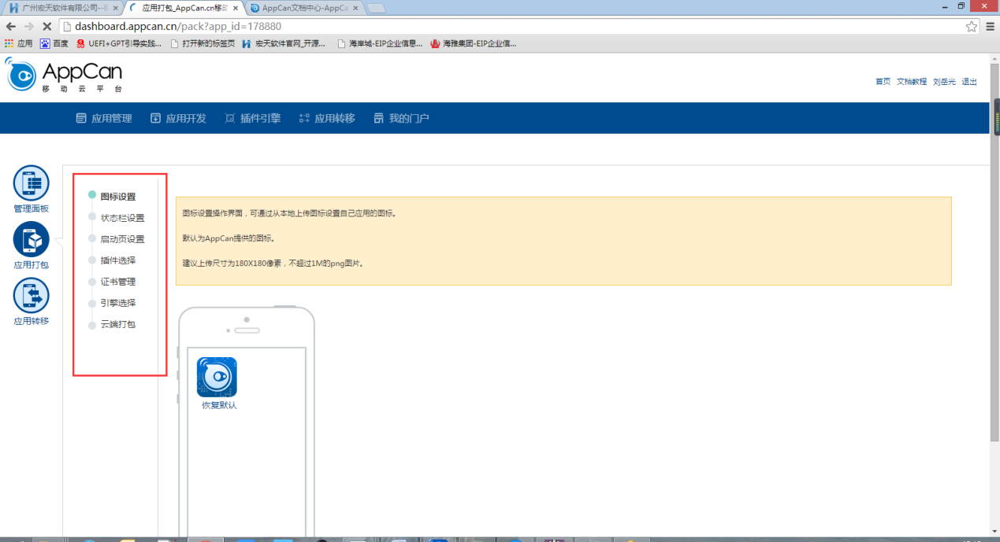 广州宏天软件有限公司--E
应用打包_AppCan.cn移动
AppCan文档中心-AppCa
dashboard.appcan.cn/pack?app_id=178880
应用
百度
UEFI+GPT引导实践...
打开新的标签页
宏天软件官网_开源...
海岸城-EIP企业信息...
海雅集团-EIP企业信...
AppCan
移动云平台
首页 文档教程 刘岳光 退出
应用管理
应用开发
插件引擎
应用转移
我的门户
管理面板
应用打包
应用转移
图标设置
状态栏设置
启动页设置
插件选择
证书管理
引擎选择
云端打包
图标设置操作界面，可通过从本地上传图标设置自己应用的图标。
默认为AppCan提供的图标。
建议上传尺寸为180X180像素，不超过1M的png图片。
恢复默认